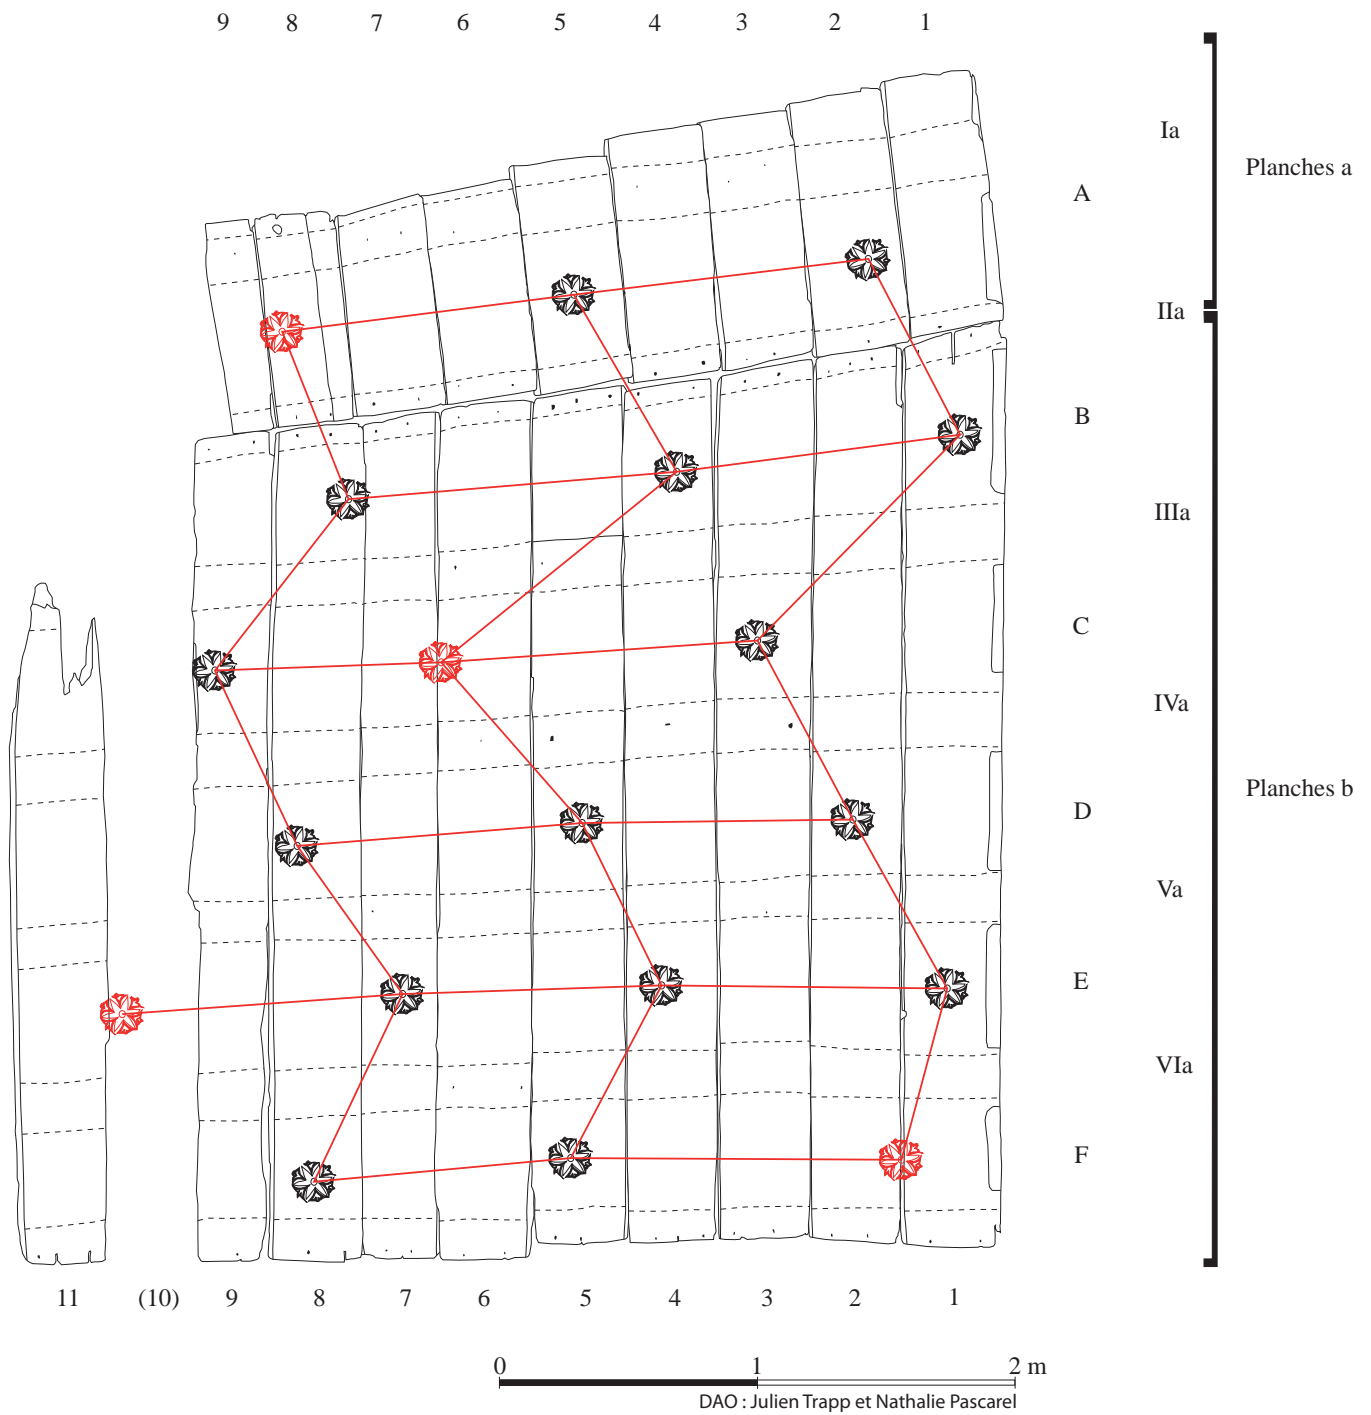 9 8 7 6 5 4 3 2 1
Ia
Planches a
A
IIa
B
IIIa
C
IVa
Planches b
D
Va
E
VIa
F
11 (10) 9 8 7 6 5 4 3 2 1
0 1 2 m
DAO : Julien Trapp et Nathalie Pascarel